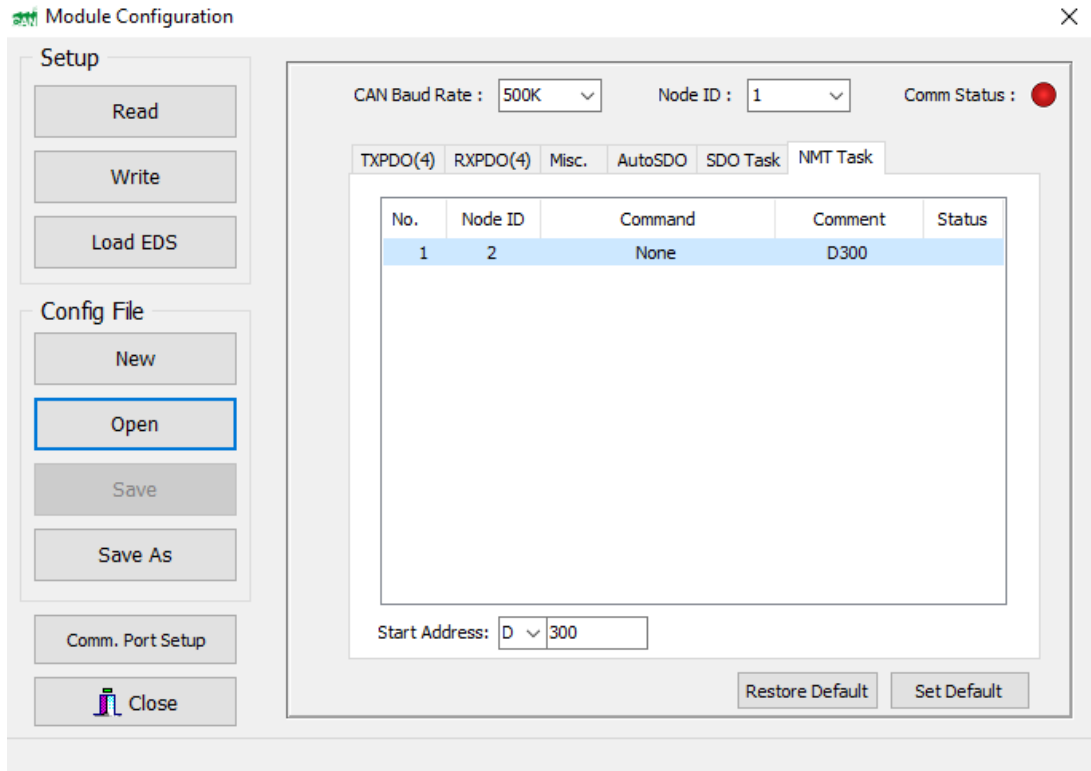 CAN Module Configuration
Setup
Read
Write
Load EDS
Config File
New
Open
Save
Save As
Comm. Port Setup
Close
CAN Baud Rate : 500K Node ID : 1 Comm Status :
TXPDO(4) RXPDO(4) Misc. AutoSDO SDO Task NMT Task
No. Node ID Command Comment Status
1 2 None D300
Start Address: D 300
Restore Default Set Default